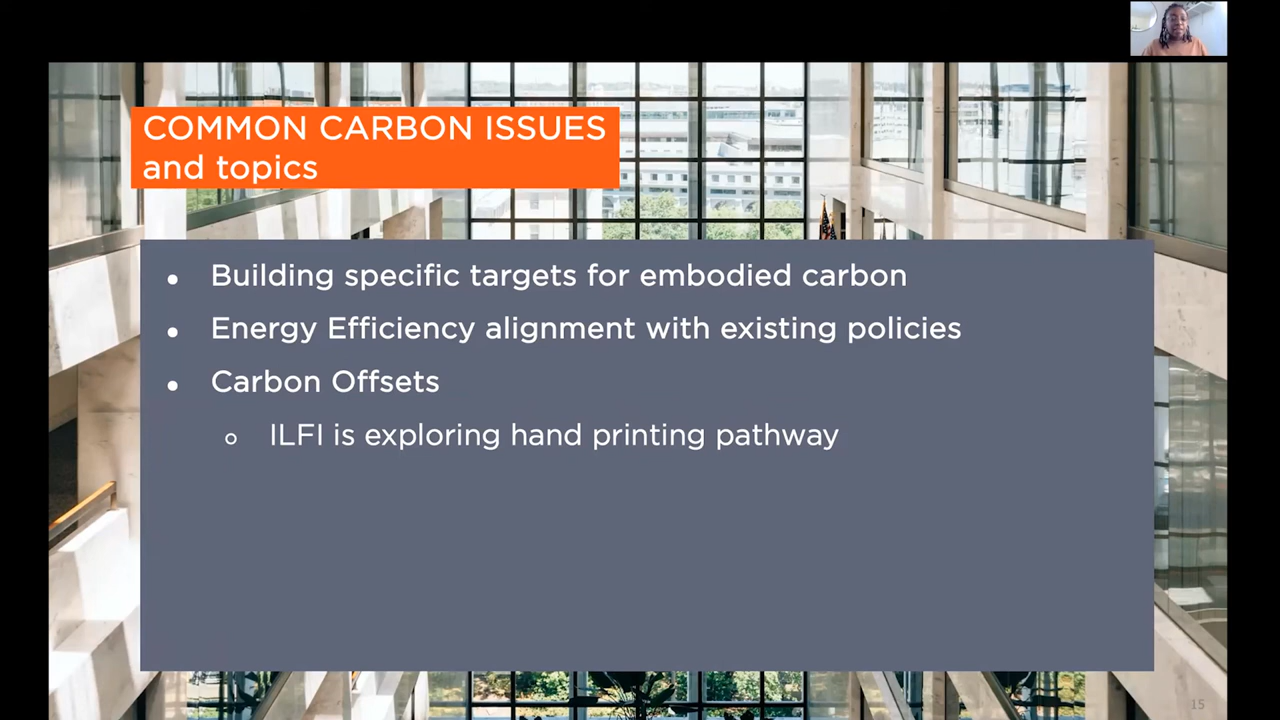 COMMON CARBON ISSUES
and topics
• Building specific targets for embodied carbon
• Energy Efficiency alignment with existing policies
• Carbon Offsets
○ ILFI is exploring hand printing pathway
15